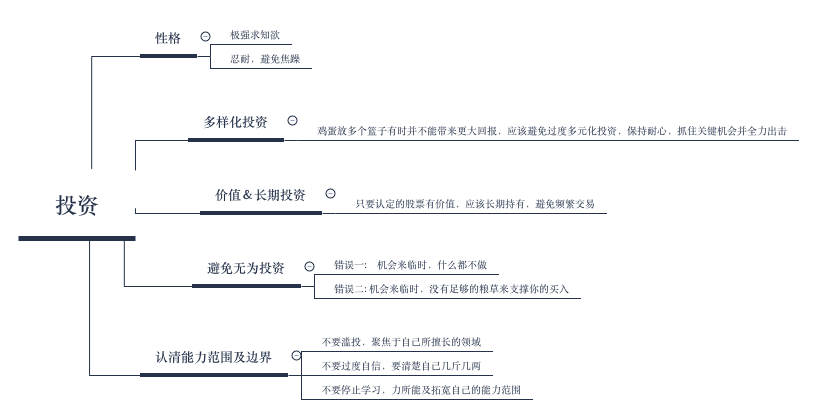 投资
性格
极强求知欲
忍耐，避免焦躁
多样化投资
鸡蛋放多个篮子有时并不能带来更大回报，应该避免过度多元化投资，保持耐心，抓住关键机会并全力出击
价值＆长期投资
只要认定的股票有价值，应该长期持有，避免频繁交易
避免无为投资
错误一： 机会来临时，什么都不做
错误二：机会来临时，没有足够的粮草来支撑你的买入
认清能力范围及边界
不要滥投，聚焦于自己所擅长的领域
不要过度自信，要清楚自己几斤几两
不要停止学习，力所能及拓宽自己的能力范围